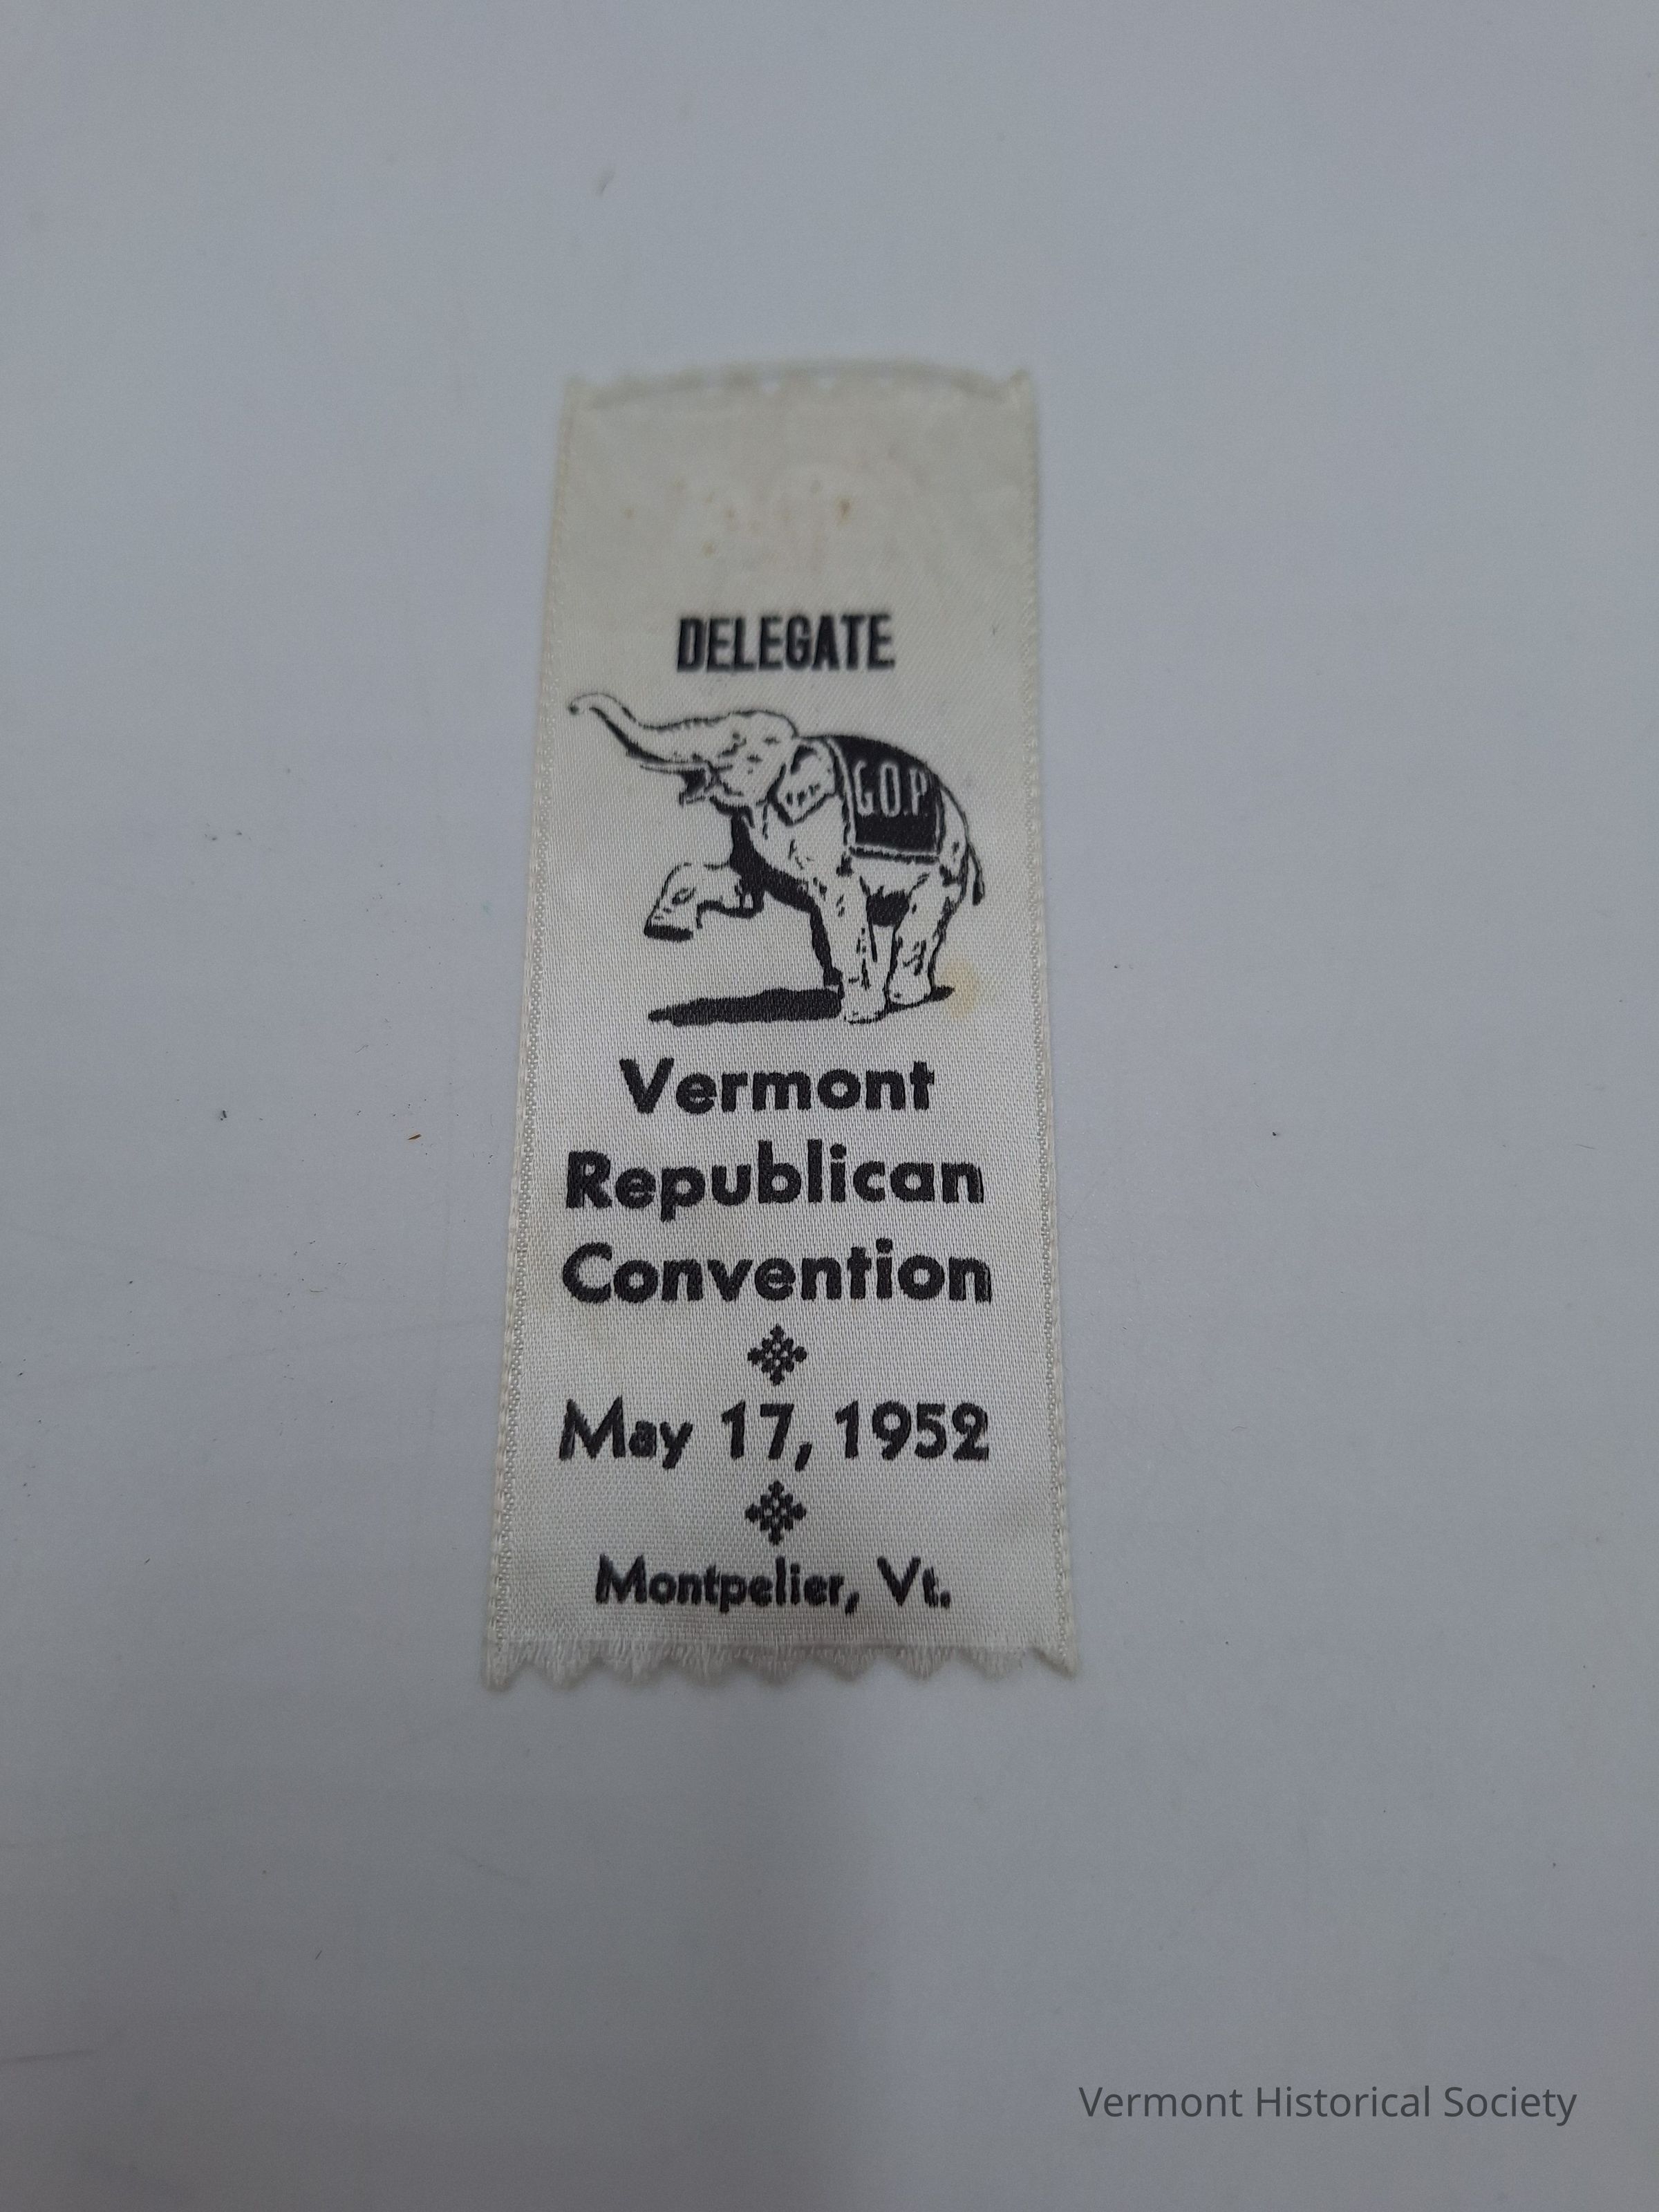 DELEGATE
G.O.P.
Vermont
Republican
Convention
May 17, 1952
Montpelier, Vt.
Vermont Historical Society